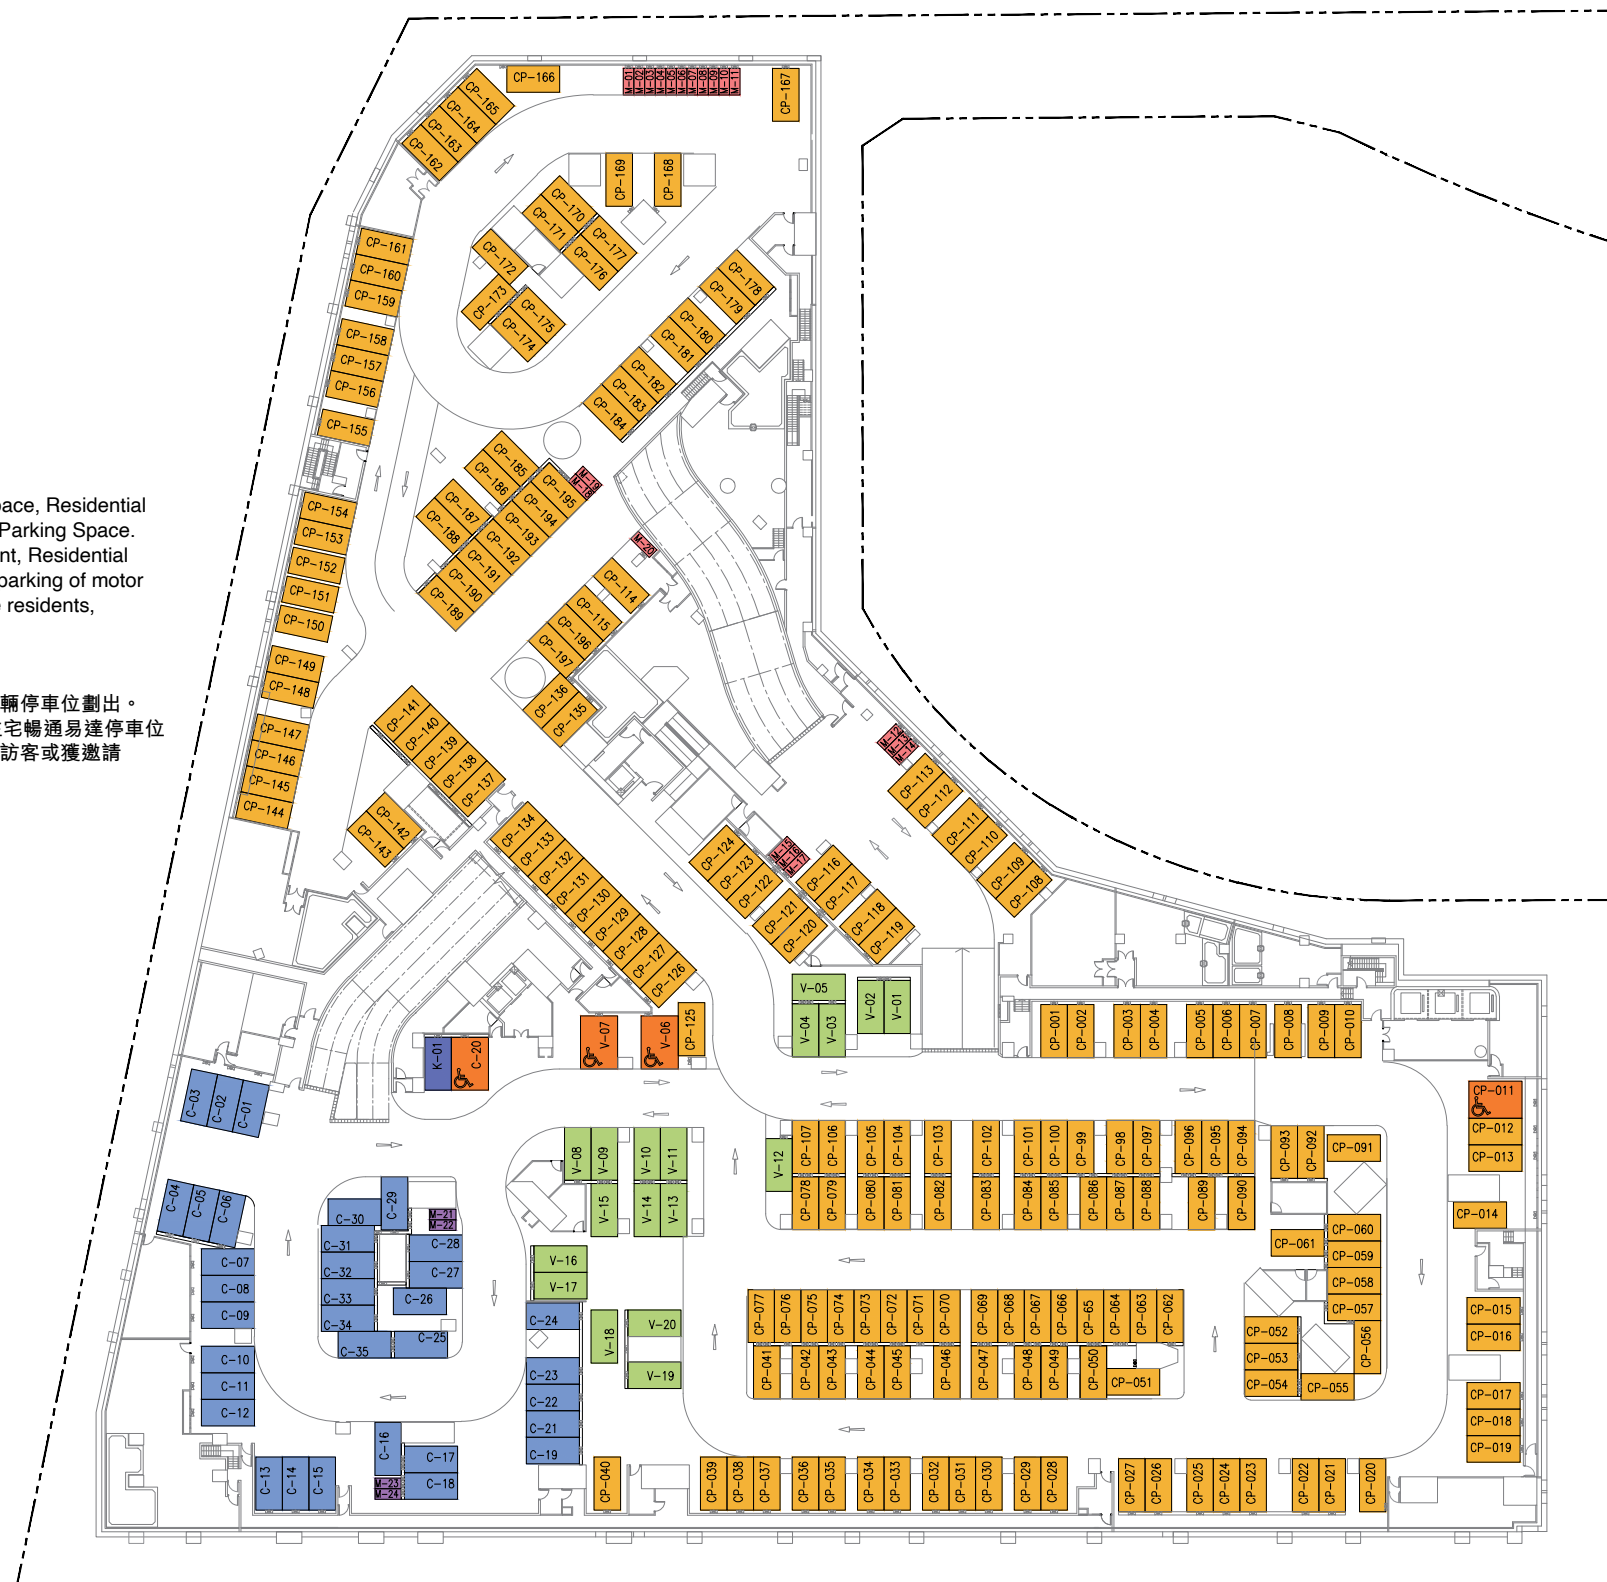 CP-166
M-01
M-02
M-03
M-04
M-05
M-06
M-07
M-08
M-09
M-10
M-11
CP-167
CP-165
CP-164
CP-163
CP-162
CP-169
CP-168
CP-170
CP-171
CP-177
CP-176
CP-172
CP-173
CP-175
CP-174
CP-161
CP-160
CP-159
CP-158
CP-157
CP-156
CP-155
CP-178
CP-179
CP-180
CP-181
CP-182
CP-183
CP-184
CP-185
CP-186
CP-187
CP-188
M-19
M-18
CP-195
CP-194
CP-193
CP-192
CP-191
CP-190
CP-189
pace, Residential
Parking Space.
nt, Residential
parking of motor
e residents,
CP-154
CP-153
CP-152
CP-151
CP-150
CP-149
CP-148
CP-147
CP-146
CP-145
CP-144
M-20
CP-114
CP-115
CP-196
CP-197
CP-136
CP-135
輛停車位劃出。
主宅暢通易達停車位
訪客或獲邀請
CP-141
CP-140
CP-139
CP-138
CP-137
CP-142
CP-143
M-12
M-13
M-14
CP-113
CP-112
CP-111
CP-110
CP-109
CP-108
CP-134
CP-133
CP-132
CP-131
CP-130
CP-129
CP-128
CP-127
CP-126
CP-124
CP-123
CP-122
CP-121
CP-120
M-15
M-16
M-17
CP-116
CP-117
CP-118
CP-119
V-05
V-04
V-03
V-02
V-01
K-01
C-20
V-07
V-06
CP-125
CP-001
CP-002
CP-003
CP-004
CP-005
CP-006
CP-007
CP-008
CP-009
CP-010
C-03
C-02
C-01
CP-011
CP-012
CP-013
CP-014
V-08
V-09
V-10
V-11
V-12
CP-107
CP-106
CP-105
CP-104
CP-103
CP-102
CP-101
CP-100
CP-99
CP-98
CP-097
CP-096
CP-095
CP-094
CP-093
CP-092
CP-091
C-04
C-05
C-06
C-29
C-30
M-21
M-22
V-15
V-14
V-13
CP-078
CP-079
CP-080
CP-081
CP-082
CP-083
CP-084
CP-085
CP-086
CP-087
CP-088
CP-089
CP-090
CP-060
CP-061
CP-059
CP-058
CP-057
CP-056
C-07
C-08
C-09
C-31
C-32
C-33
C-34
C-35
C-28
C-27
C-26
C-25
V-16
V-17
C-24
V-18
V-20
V-19
CP-077
CP-076
CP-075
CP-074
CP-073
CP-072
CP-071
CP-070
CP-069
CP-068
CP-067
CP-066
CP-65
CP-064
CP-063
CP-062
CP-015
CP-016
CP-052
CP-053
CP-054
CP-055
C-10
C-11
C-12
C-23
C-22
C-21
C-19
CP-041
CP-042
CP-043
CP-044
CP-045
CP-046
CP-047
CP-048
CP-049
CP-050
CP-051
CP-017
CP-018
CP-019
C-13
C-14
C-15
C-16
C-17
C-18
M-23
M-24
CP-040
CP-039
CP-038
CP-037
CP-036
CP-035
CP-034
CP-033
CP-032
CP-031
CP-030
CP-029
CP-028
CP-027
CP-026
CP-025
CP-024
CP-023
CP-022
CP-021
CP-020